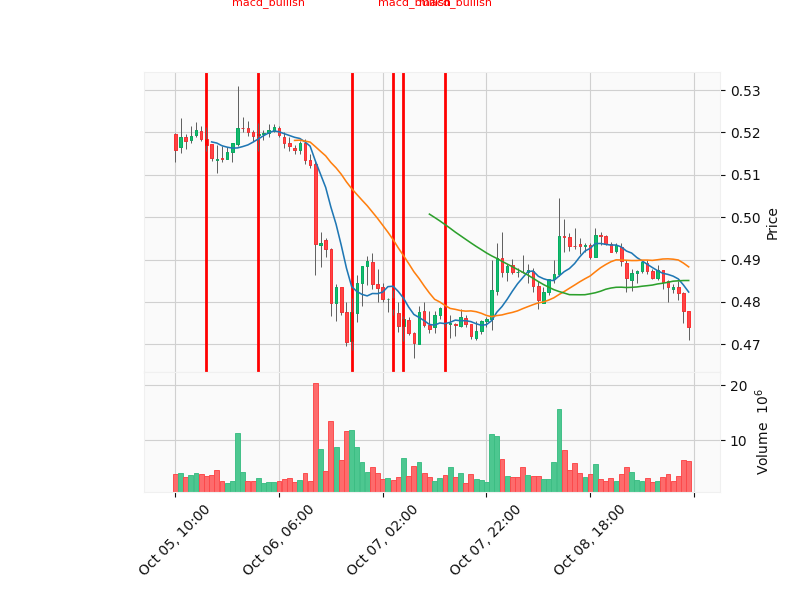 macd_bullish
macd_bullish
macd_bullish
0.53
0.52
0.51
0.50
0.49
0.48
0.47
Price
20
10
Volume 10^6
Oct 05, 10:00
Oct 06, 06:00
Oct 07, 02:00
Oct 07, 22:00
Oct 08, 18:00